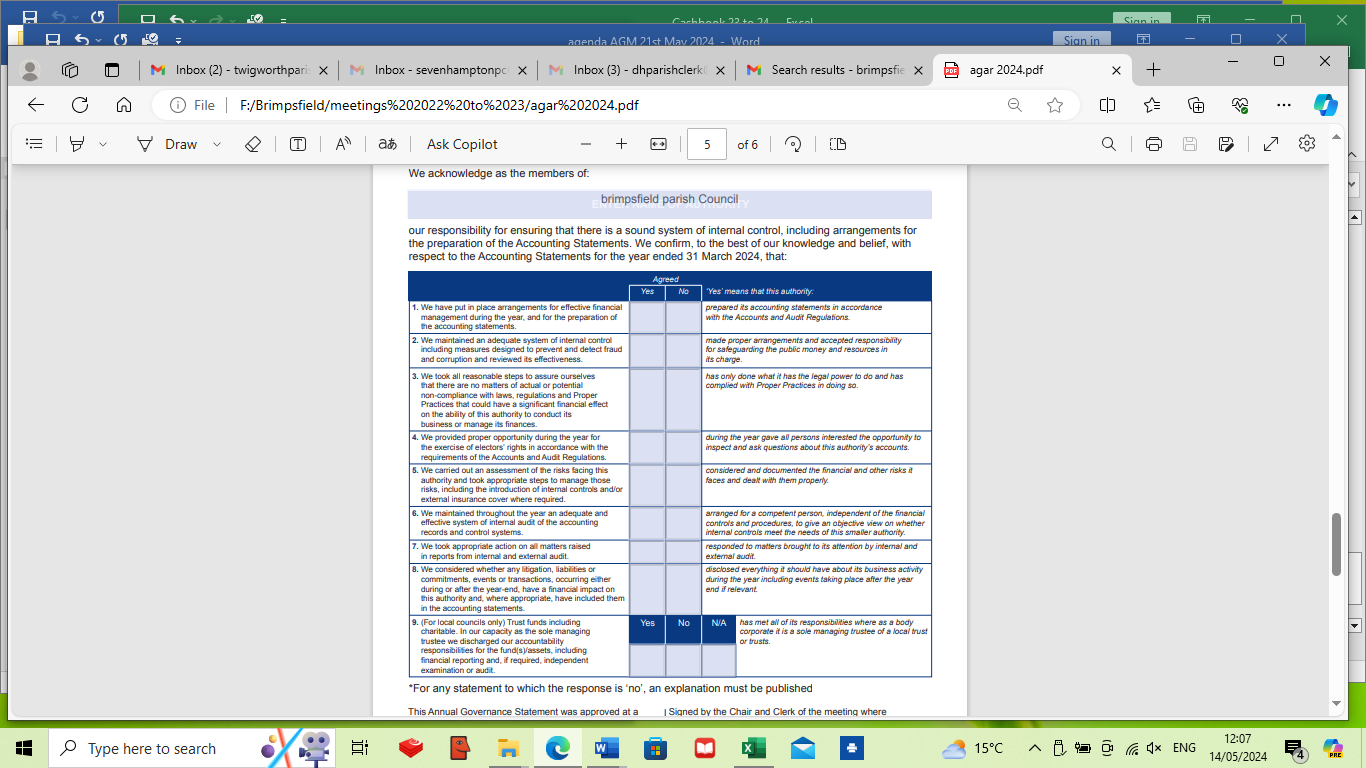 Cashbook 23 to 24 - Excel
Sign in
agenda AGM 21st May 2024 - Word
Sign in
Inbox (2) - twigworthpari
Inbox - sevenhamptonpc
Inbox (3) - dhparishclerk
Search results - brimpsfie
agar 2024.pdf
File
F:/Brimpsfield/meetings%202022%20to%2023/agar%202024.pdf
Draw
Ask Copilot
5
of 6
We acknowledge as the members of:
brimpsfield parish Council
ENTER NAME OF AUTHORITY
our responsibility for ensuring that there is a sound system of internal control, including arrangements for
the preparation of the Accounting Statements. We confirm, to the best of our knowledge and belief, with
respect to the Accounting Statements for the year ended 31 March 2024, that:
Agreed
Yes
No
'Yes' means that this authority:
1. We have put in place arrangements for effective financial
management during the year, and for the preparation of
the accounting statements.
prepared its accounting statements in accordance
with the Accounts and Audit Regulations.
2. We maintained an adequate system of internal control
including measures designed to prevent and detect fraud
and corruption and reviewed its effectiveness.
made proper arrangements and accepted responsibility
for safeguarding the public money and resources in
its charge.
3. We took all reasonable steps to assure ourselves
that there are no matters of actual or potential
non-compliance with laws, regulations and Proper
Practices that could have a significant financial effect
on the ability of this authority to conduct its
business or manage its finances.
has only done what it has the legal power to do and has
complied with Proper Practices in doing so.
4. We provided proper opportunity during the year for
the exercise of electors' rights in accordance with the
requirements of the Accounts and Audit Regulations.
during the year gave all persons interested the opportunity to
inspect and ask questions about this authority's accounts.
5. We carried out an assessment of the risks facing this
authority and took appropriate steps to manage those
risks, including the introduction of internal controls and/or
external insurance cover where required.
considered and documented the financial and other risks it
faces and dealt with them properly.
6. We maintained throughout the year an adequate and
effective system of internal audit of the accounting
records and control systems.
arranged for a competent person, independent of the financial
controls and procedures, to give an objective view on whether
internal controls meet the needs of this smaller authority.
7. We took appropriate action on all matters raised
in reports from internal and external audit.
responded to matters brought to its attention by internal and
external audit.
8. We considered whether any litigation, liabilities or
commitments, events or transactions, occurring either
during or after the year-end, have a financial impact on
this authority and, where appropriate, have included them
in the accounting statements.
disclosed everything it should have about its business activity
during the year including events taking place after the year
end if relevant.
9. (For local councils only) Trust funds including
charitable. In our capacity as the sole managing
trustee we discharged our accountability
responsibilities for the fund(s)/assets, including
financial reporting and, if required, independent
examination or audit.
Yes
No
N/A
has met all of its responsibilities where as a body
corporate it is a sole managing trustee of a local trust
or trusts.
*For any statement to which the response is 'no', an explanation must be published
This Annual Governance Statement was approved at a
Signed by the Chair and Clerk of the meeting where
Type here to search
15°C
ENG
12:07
14/05/2024
4